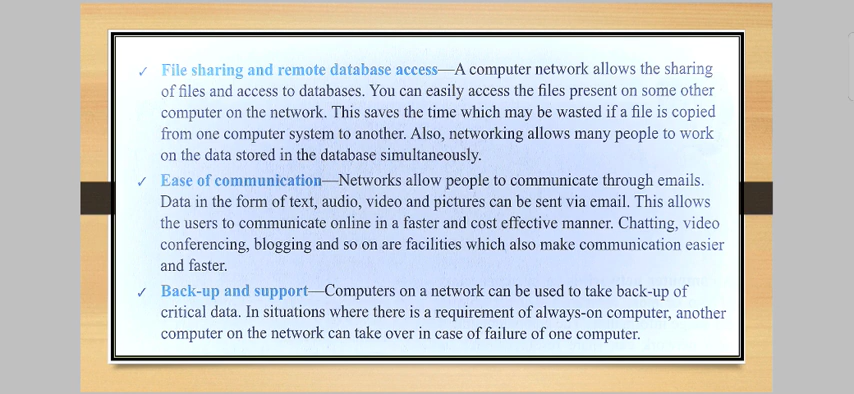 ✓ File sharing and remote database access—A computer network allows the sharing
of files and access to databases. You can easily access the files present on some other
computer on the network. This saves the time which may be wasted if a file is copied
from one computer system to another. Also, networking allows many people to work
on the data stored in the database simultaneously.
✓ Ease of communication—Networks allow people to communicate through emails.
Data in the form of text, audio, video and pictures can be sent via email. This allows
the users to communicate online in a faster and cost effective manner. Chatting, video
conferencing, blogging and so on are facilities which also make communication easier
and faster.
✓ Back-up and support—Computers on a network can be used to take back-up of
critical data. In situations where there is a requirement of always-on computer, another
computer on the network can take over in case of failure of one computer.